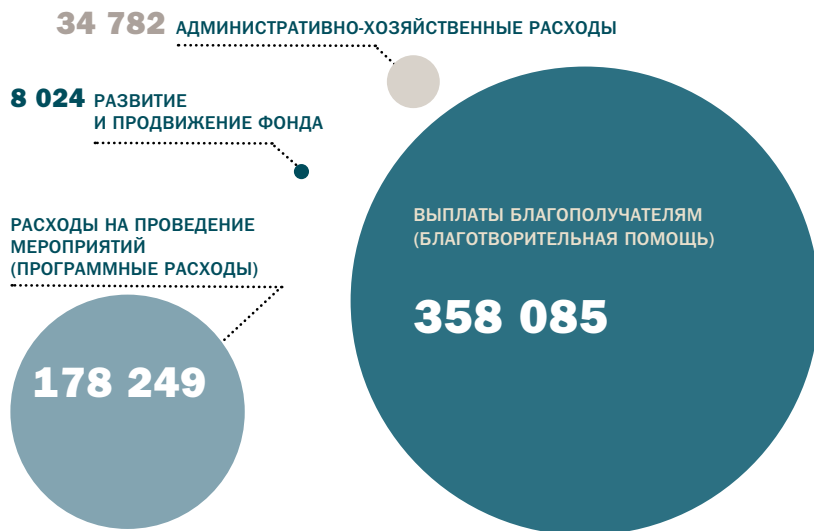 34 782 АДМИНИСТРАТИВНО-ХОЗЯЙСТВЕННЫЕ РАСХОДЫ
8 024 РАЗВИТИЕ
И ПРОДВИЖЕНИЕ ФОНДА
РАСХОДЫ НА ПРОВЕДЕНИЕ
МЕРОПРИЯТИЙ
(ПРОГРАММНЫЕ РАСХОДЫ)
178 249
ВЫПЛАТЫ БЛАГОПОЛУЧАТЕЛЯМ
(БЛАГОТВОРИТЕЛЬНАЯ ПОМОЩЬ)
358 085